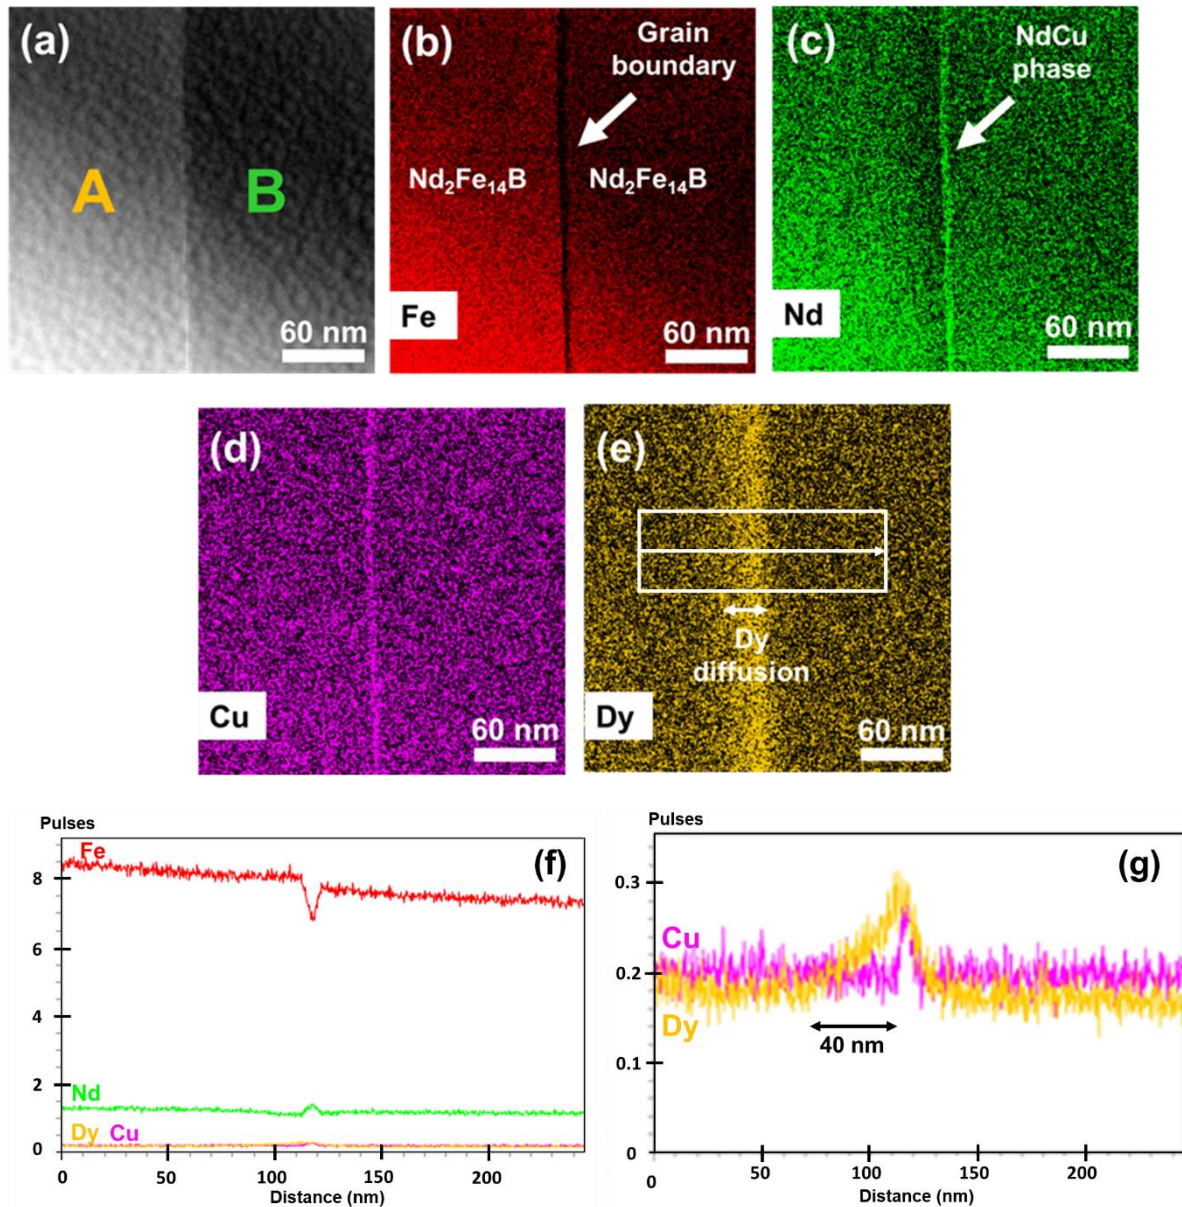 (a)
A
B
60 nm
(b)
Grain
boundary
Nd₂Fe₁₄B
Nd₂Fe₁₄B
Fe
60 nm
(c)
NdCu
phase
Nd
60 nm
(d)
Cu
60 nm
(e)
Dy
diffusion
Dy
60 nm
Pulses
Fe
(f)
8
6
4
2
Nd
Dy Cu
0
0 50 100 150 200
Distance (nm)
Pulses
(g)
0.3
Cu
0.2
Dy
40 nm
0.1
0
0 50 100 150 200
Distance (nm)